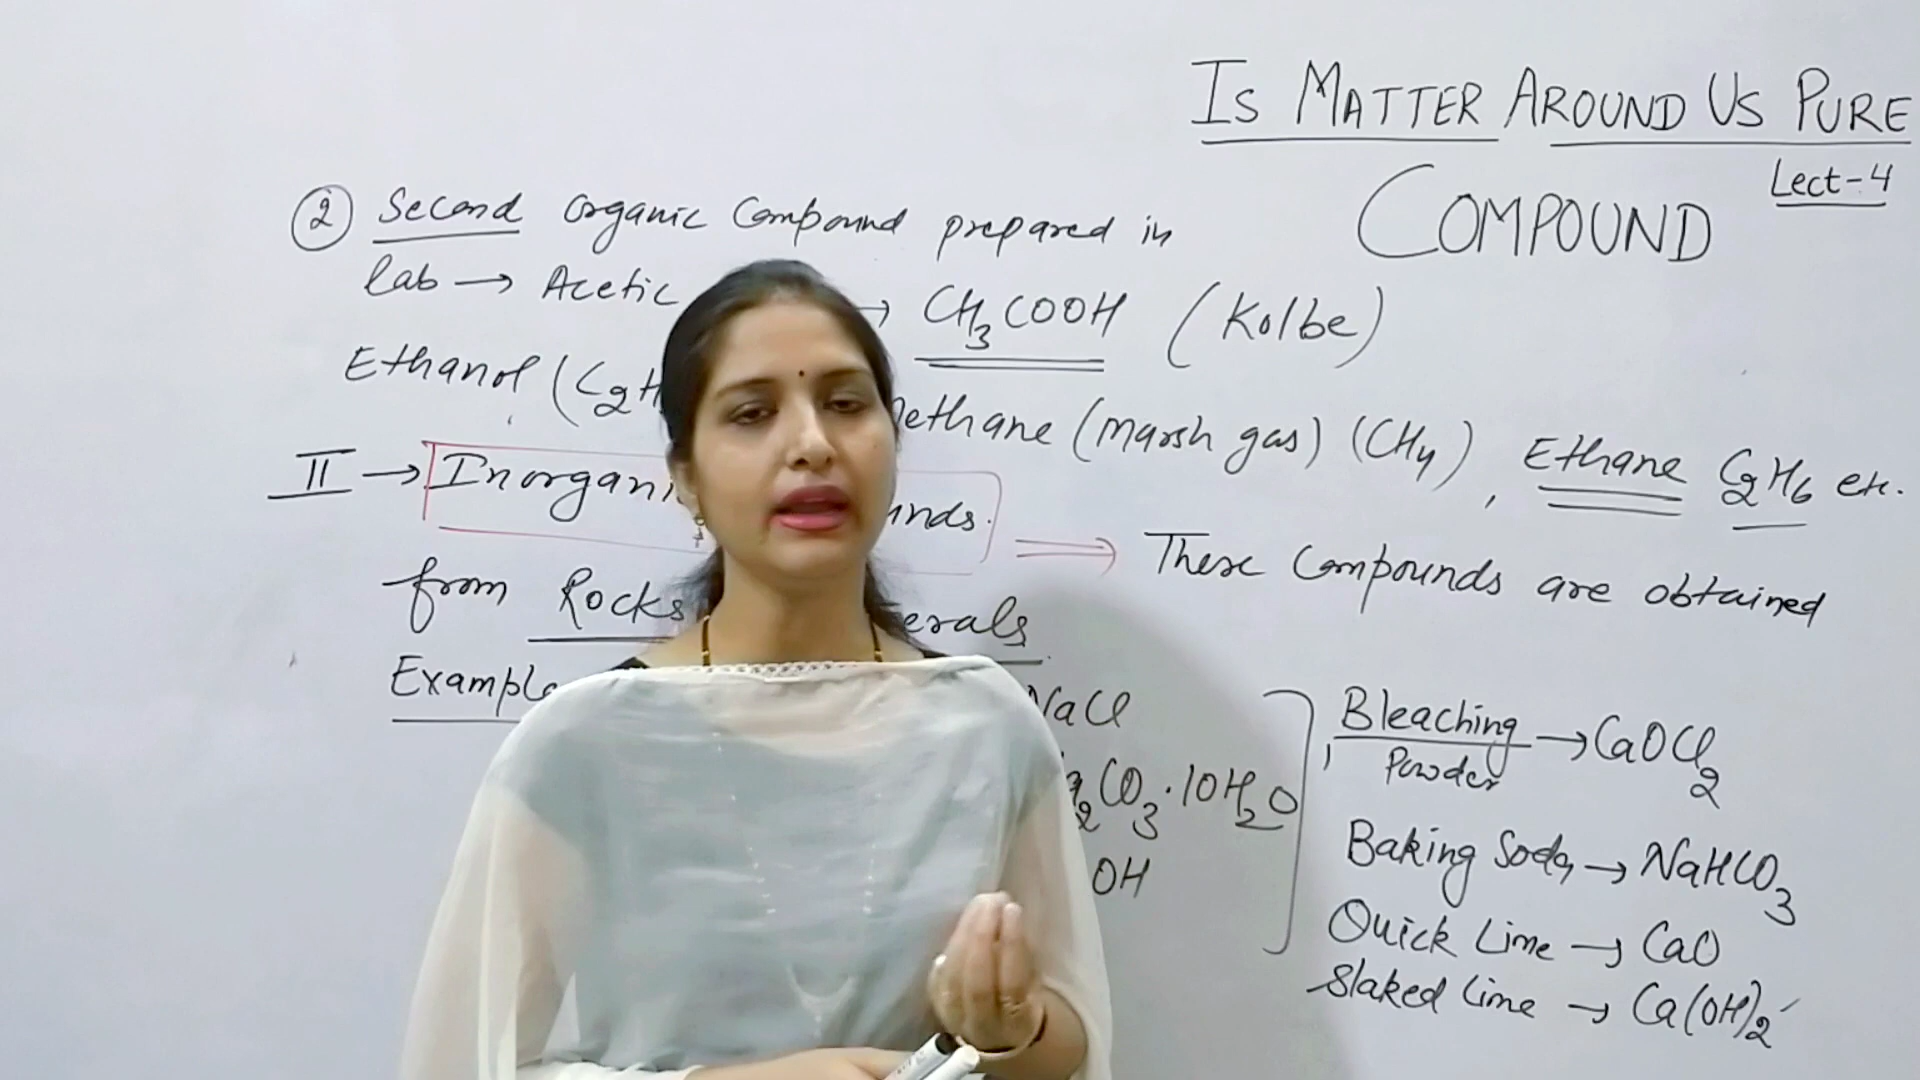 IS MATTER AROUND US PURE
Lect-4
COMPOUND
② Second Organic Compound prepared in
lab → Acetic → CH₃COOH (Kolbe)
Ethanol (C₂H ethane (Marsh gas) (CH₄), Ethane C₂H₆ etc.
II → Inorgani unds. ⇒ These Compounds are obtained
from Rocks erals.
Example NaCl
₂CO₃·10H₂O
OH
Bleaching Powder → CaOCl₂
Baking Soda → NaHCO₃
Quick Lime → CaO
Slaked Lime → Ca(OH)₂